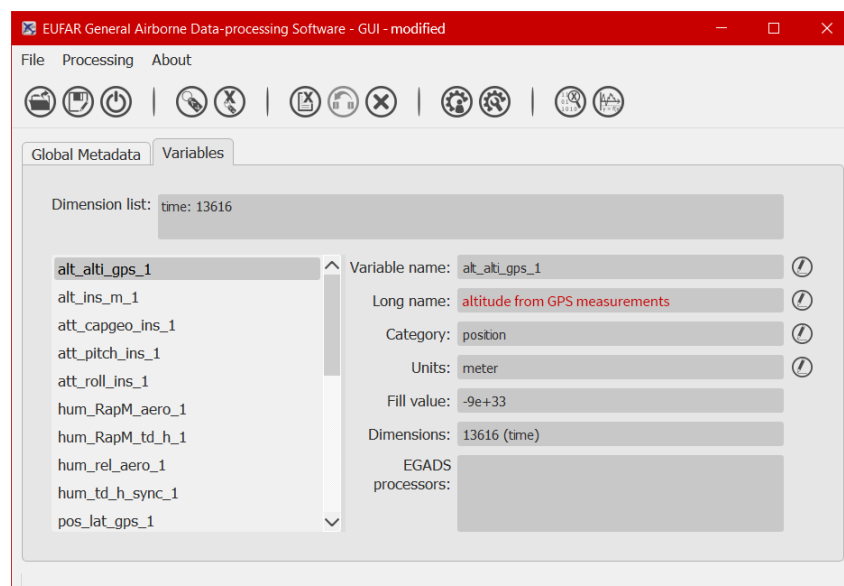 EUFAR General Airborne Data-processing Software - GUI - modified
File Processing About
Global Metadata Variables
Dimension list: time: 13616
alt_alti_gps_1
alt_ins_m_1
att_capgeo_ins_1
att_pitch_ins_1
att_roll_ins_1
hum_RapM_aero_1
hum_RapM_td_h_1
hum_rel_aero_1
hum_td_h_sync_1
pos_lat_gps_1
Variable name: alt_alti_gps_1
Long name: altitude from GPS measurements
Category: position
Units: meter
Fill value: -9e+33
Dimensions: 13616 (time)
EGADS
processors: